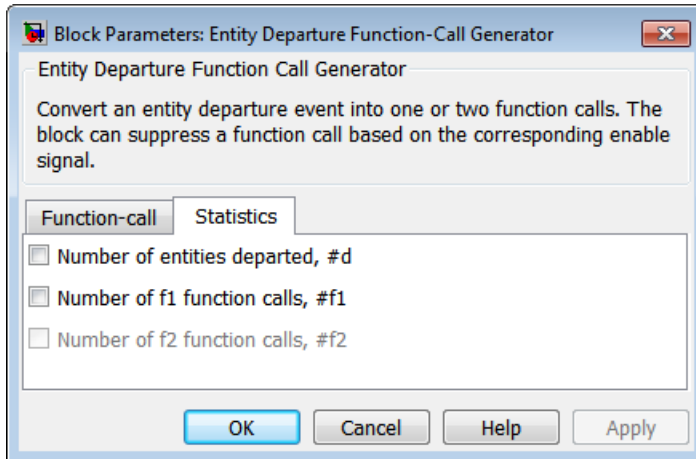 Block Parameters: Entity Departure Function-Call Generator
Entity Departure Function Call Generator
Convert an entity departure event into one or two function calls. The
block can suppress a function call based on the corresponding enable
signal.
Function-call Statistics
Number of entities departed, #d
Number of f1 function calls, #f1
Number of f2 function calls, #f2
OK Cancel Help Apply